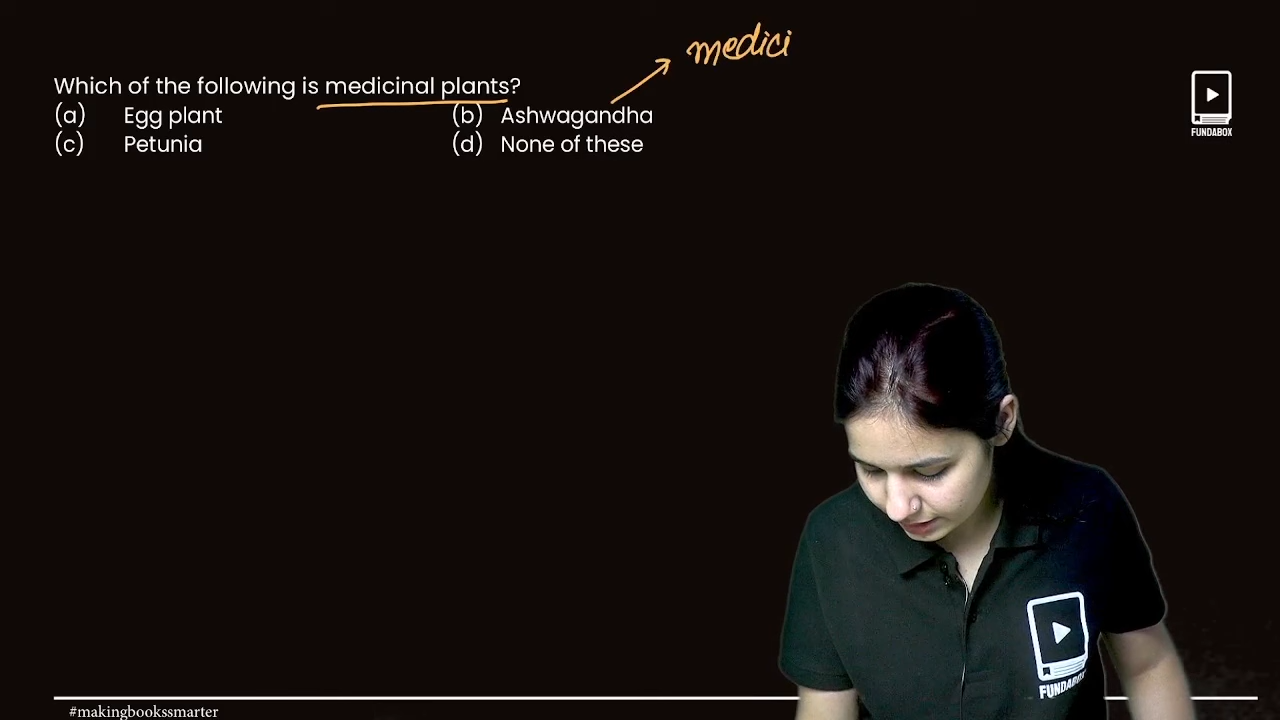 medici
Which of the following is medicinal plants?
(a) Egg plant (b) Ashwagandha
(c) Petunia (d) None of these
FUNDABOX
FUNDABOX
#makingbookssmarter